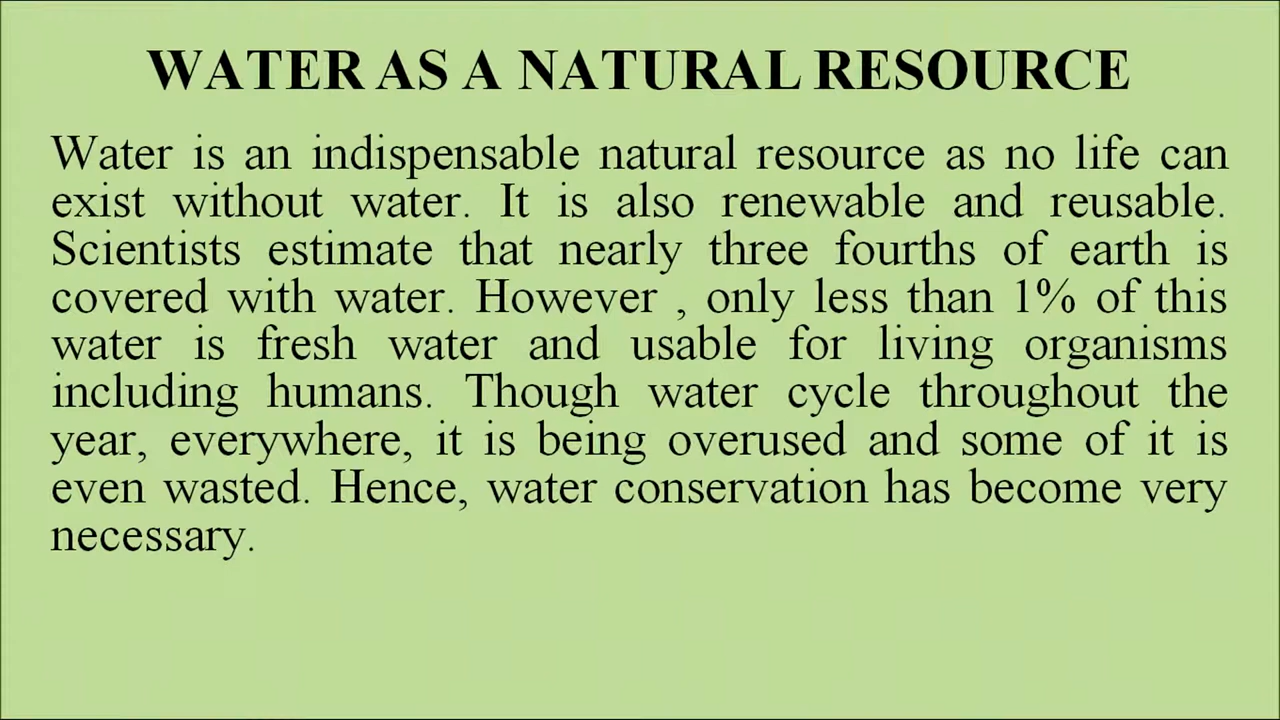 WATER AS A NATURAL RESOURCE
Water is an indispensable natural resource as no life can
exist without water. It is also renewable and reusable.
Scientists estimate that nearly three fourths of earth is
covered with water. However , only less than 1% of this
water is fresh water and usable for living organisms
including humans. Though water cycle throughout the
year, everywhere, it is being overused and some of it is
even wasted. Hence, water conservation has become very
necessary.